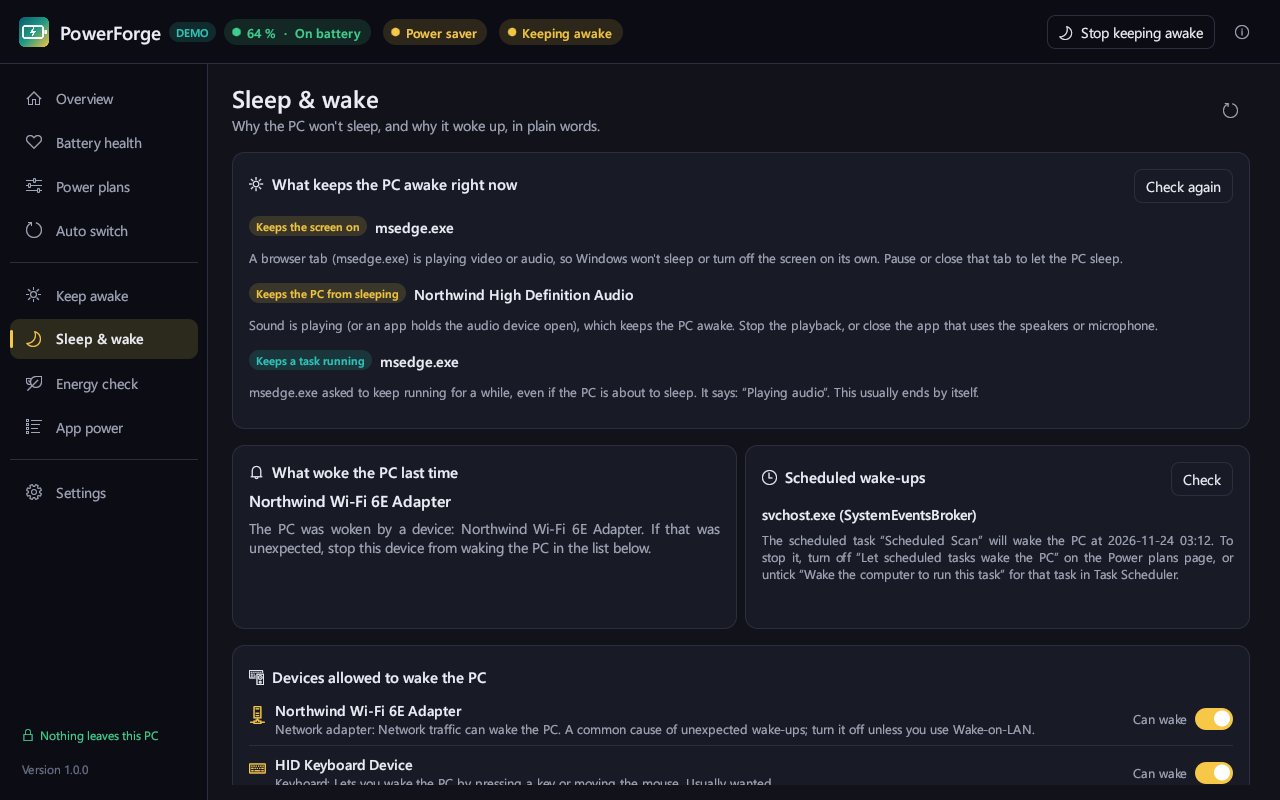 PowerForge DEMO 64 % · On battery Power saver Keeping awake Stop keeping awake
Overview
Battery health
Power plans
Auto switch
Keep awake
Sleep & wake
Energy check
App power
Settings
Nothing leaves this PC
Version 1.0.0
Sleep & wake
Why the PC won't sleep, and why it woke up, in plain words.
What keeps the PC awake right now
Check again
Keeps the screen on msedge.exe
A browser tab (msedge.exe) is playing video or audio, so Windows won't sleep or turn off the screen on its own. Pause or close that tab to let the PC sleep.
Keeps the PC from sleeping Northwind High Definition Audio
Sound is playing (or an app holds the audio device open), which keeps the PC awake. Stop the playback, or close the app that uses the speakers or microphone.
Keeps a task running msedge.exe
msedge.exe asked to keep running for a while, even if the PC is about to sleep. It says: “Playing audio”. This usually ends by itself.
What woke the PC last time
Northwind Wi-Fi 6E Adapter
The PC was woken by a device: Northwind Wi-Fi 6E Adapter. If that was
unexpected, stop this device from waking the PC in the list below.
Scheduled wake-ups
Check
svchost.exe (SystemEventsBroker)
The scheduled task “Scheduled Scan” will wake the PC at 2026-11-24 03:12. To
stop it, turn off “Let scheduled tasks wake the PC” on the Power plans page, or
untick “Wake the computer to run this task” for that task in Task Scheduler.
Devices allowed to wake the PC
Northwind Wi-Fi 6E Adapter
Network adapter: Network traffic can wake the PC. A common cause of unexpected wake-ups; turn it off unless you use Wake-on-LAN.
Can wake
HID Keyboard Device
Keyboard: Lets you wake the PC by pressing a key or moving the mouse. Usually wanted.
Can wake